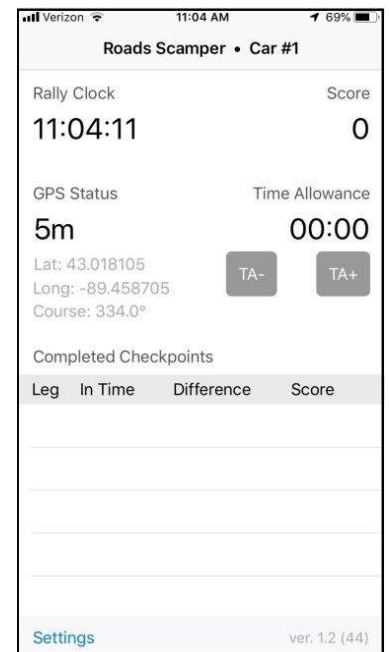 Verizon 11:04 AM 69%
Roads Scamper • Car #1
Rally Clock Score
11:04:11 0
GPS Status Time Allowance
5m 00:00
Lat: 43.018105
Long: -89.458705
Course: 334.0°
TA- TA+
Completed Checkpoints
Leg In Time Difference Score
Settings ver. 1.2 (44)